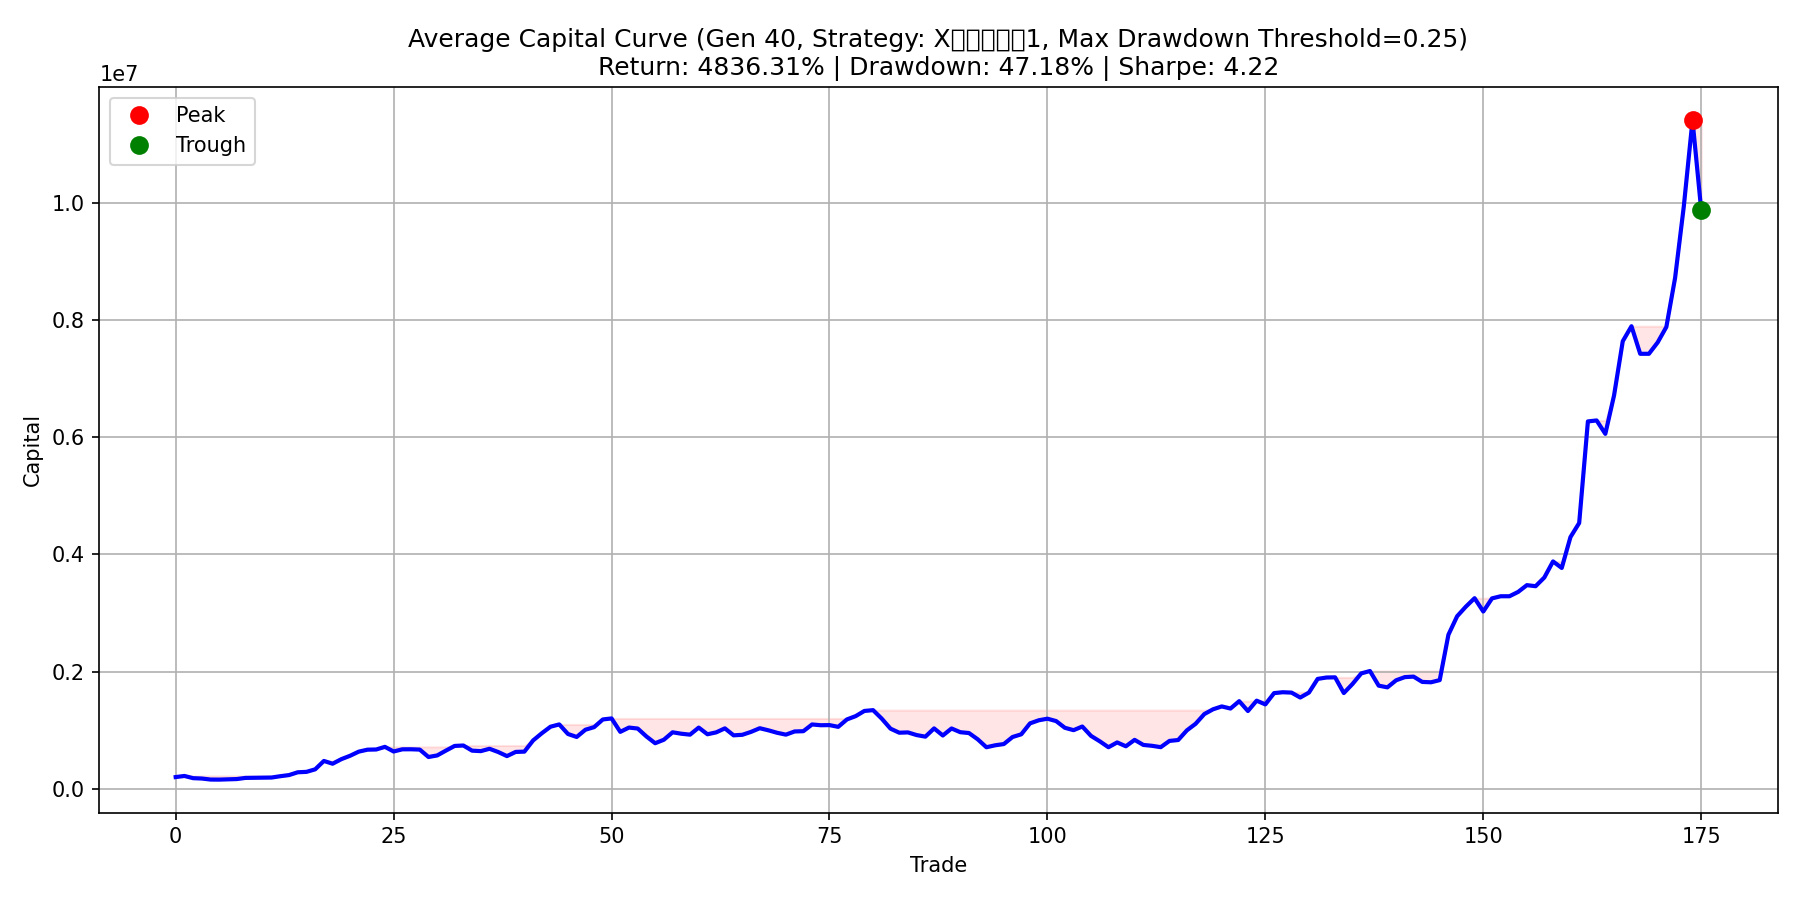 Average Capital Curve (Gen 40, Strategy: X□□□□□1, Max Drawdown Threshold=0.25)
Return: 4836.31% | Drawdown: 47.18% | Sharpe: 4.22
1e7
Peak
Trough
1.0
0.8
0.6
0.4
0.2
0.0
Capital
0 25 50 75 100 125 150 175
Trade